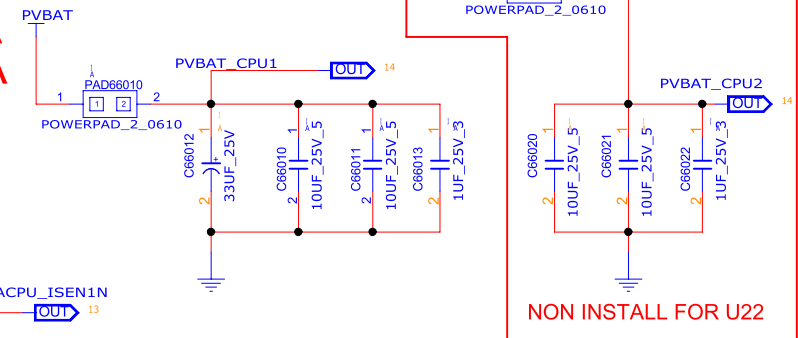 PVBAT
POWERPAD_2_0610
PVBAT_CPU1
OUT 14
PAD66010
1 1 2 2
POWERPAD_2_0610
PVBAT_CPU2
OUT 14
C66012 1 2 33UF_25V
C66010 1 2 10UF_25V_5
C66011 1 2 10UF_25V_5
C66013 1 2 1UF_25V_3
C66020 1 2 10UF_25V_5
C66021 1 2 10UF_25V_5
C66022 1 2 1UF_25V_3
ACPU_ISEN1N
OUT 13
NON INSTALL FOR U22